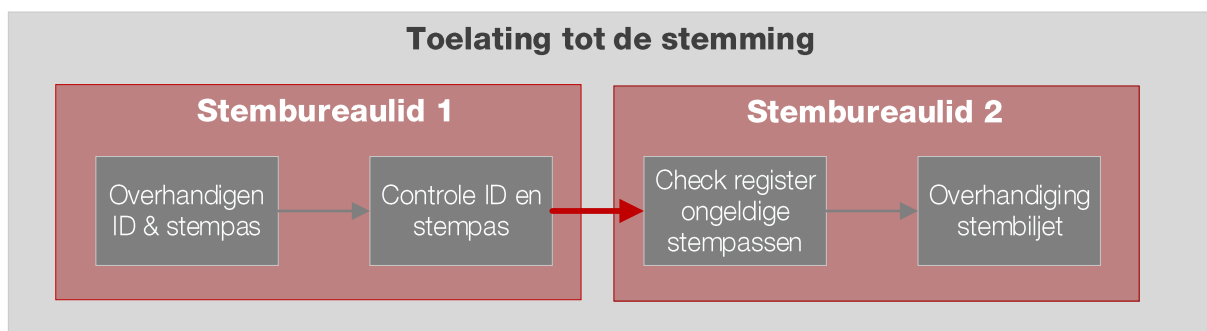 Toelating tot de stemming
Stembureaulid 1
Overhandigen
ID & stempas
Controle ID en
stempas
Stembureaulid 2
Check register
ongeldige
stempassen
Overhandiging
stembiljet